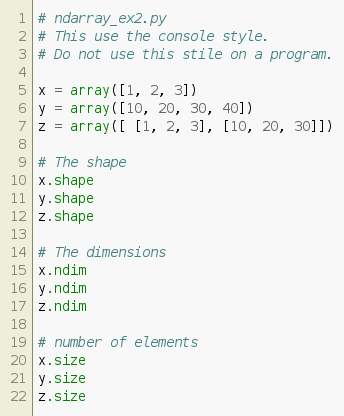 1 # ndarray_ex2.py
2 # This use the console style.
3 # Do not use this stile on a program.
4
5 x = array([1, 2, 3])
6 y = array([10, 20, 30, 40])
7 z = array([ [1, 2, 3], [10, 20, 30]])
8
9 # The shape
10 x.shape
11 y.shape
12 z.shape
13
14 # The dimensions
15 x.ndim
16 y.ndim
17 z.ndim
18
19 # number of elements
20 x.size
21 y.size
22 z.size